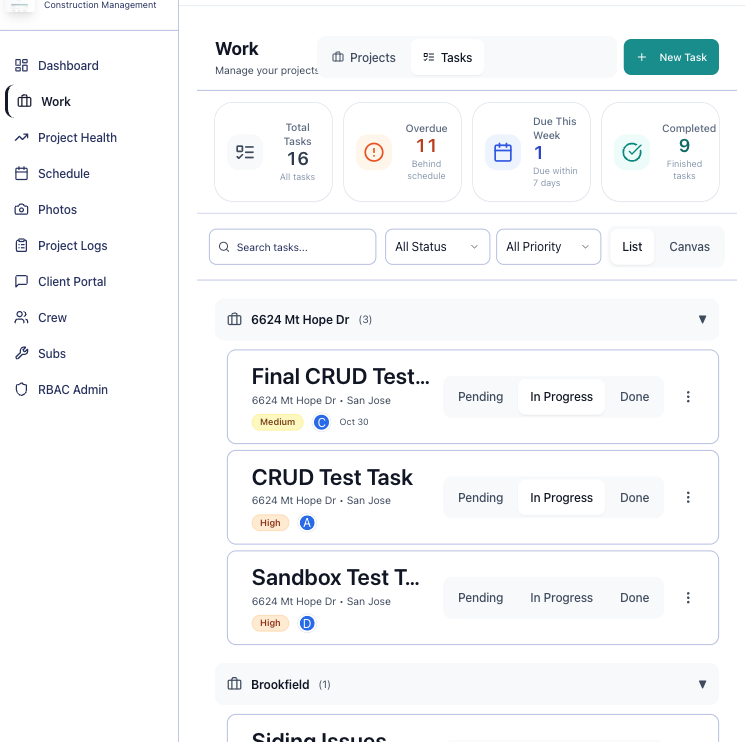 Construction Management
Dashboard
Work
Project Health
Schedule
Photos
Project Logs
Client Portal
Crew
Subs
RBAC Admin
Work
Manage your projects
Projects
Tasks
New Task
Total
Tasks
16
All tasks
Overdue
11
Behind
schedule
Due This
Week
1
Due within
7 days
Completed
9
Finished
tasks
Search tasks...
All Status
All Priority
List
Canvas
6624 Mt Hope Dr (3)
Final CRUD Test...
6624 Mt Hope Dr • San Jose
Medium C Oct 30
Pending In Progress Done
CRUD Test Task
6624 Mt Hope Dr • San Jose
High A
Pending In Progress Done
Sandbox Test T...
6624 Mt Hope Dr • San Jose
High D
Pending In Progress Done
Brookfield (1)
Siding Issues